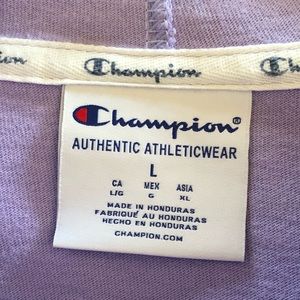 Champion Champion
Champion
AUTHENTIC ATHLETICWEAR
L
CA MEX ASIA
L/G G XL
MADE IN HONDURAS
FABRIQUÉ AU HONDURAS
HECHO EN HONDURAS
CHAMPION.COM